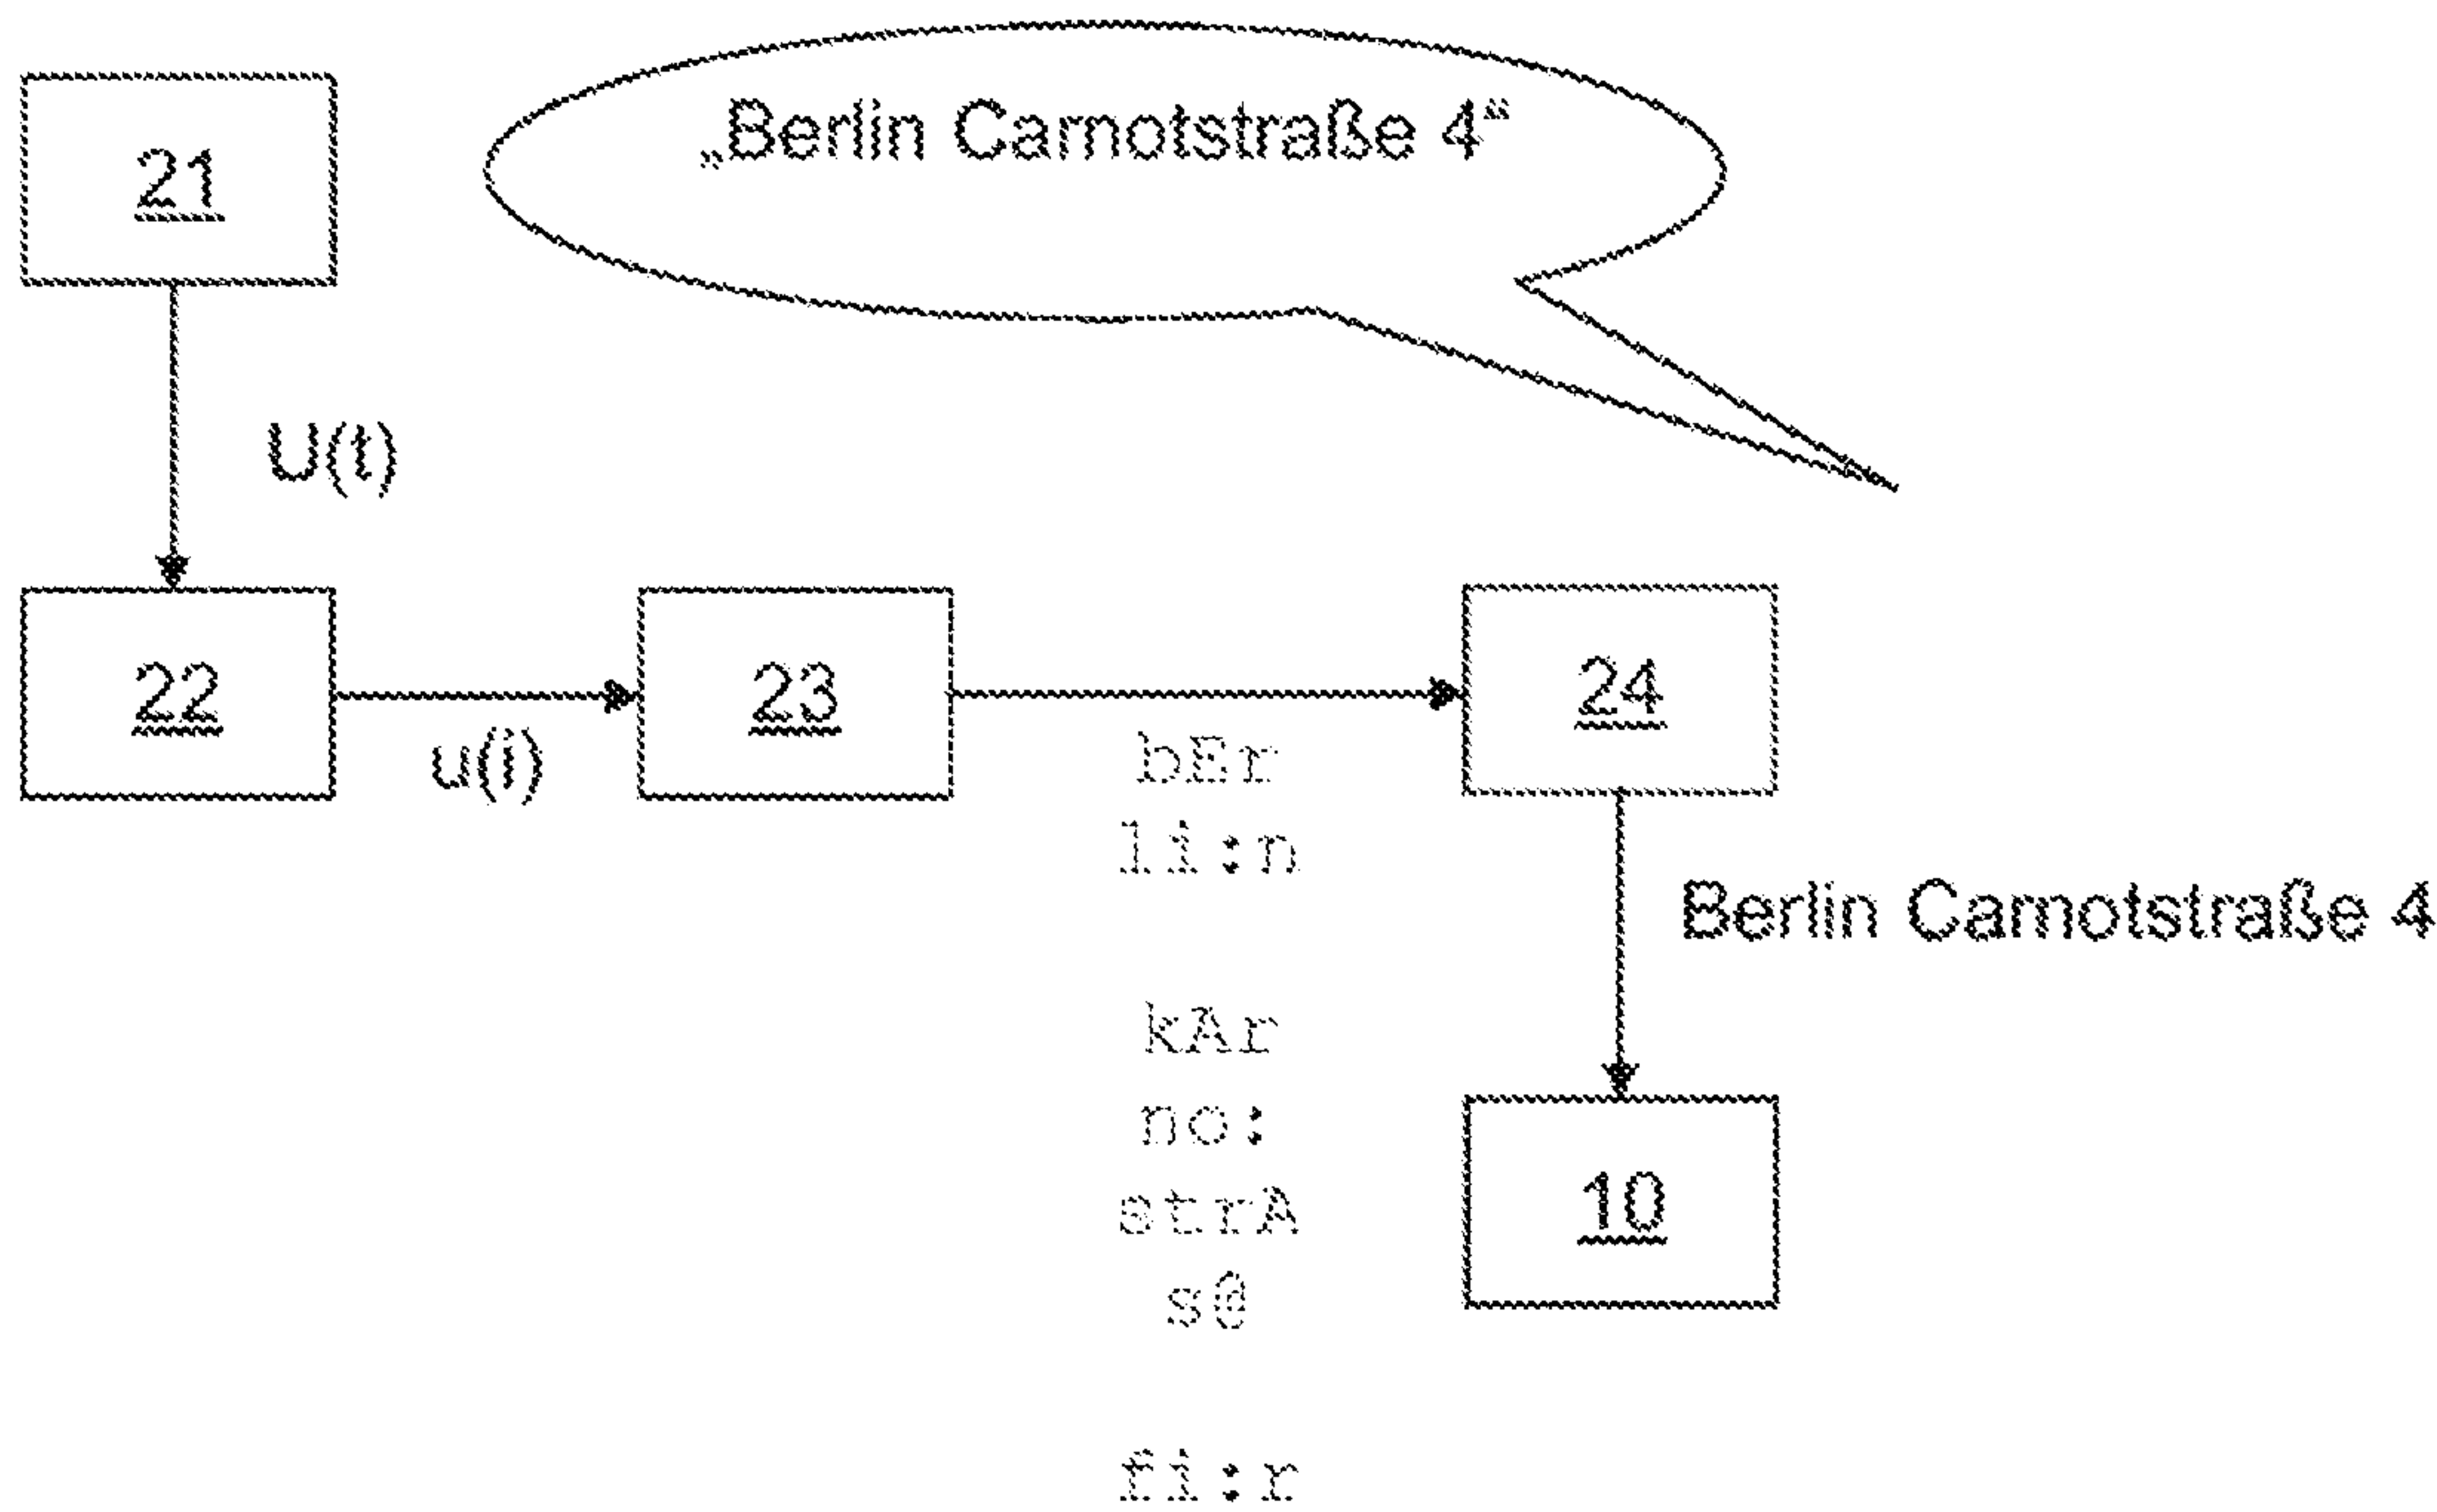 „Berlin Carnotstraße 4“
21
U(t)
22
23
24
u(i)
bEr
li:n
Berlin Carnotstraße 4
kAr
no:
strA
s@
10
fi:r